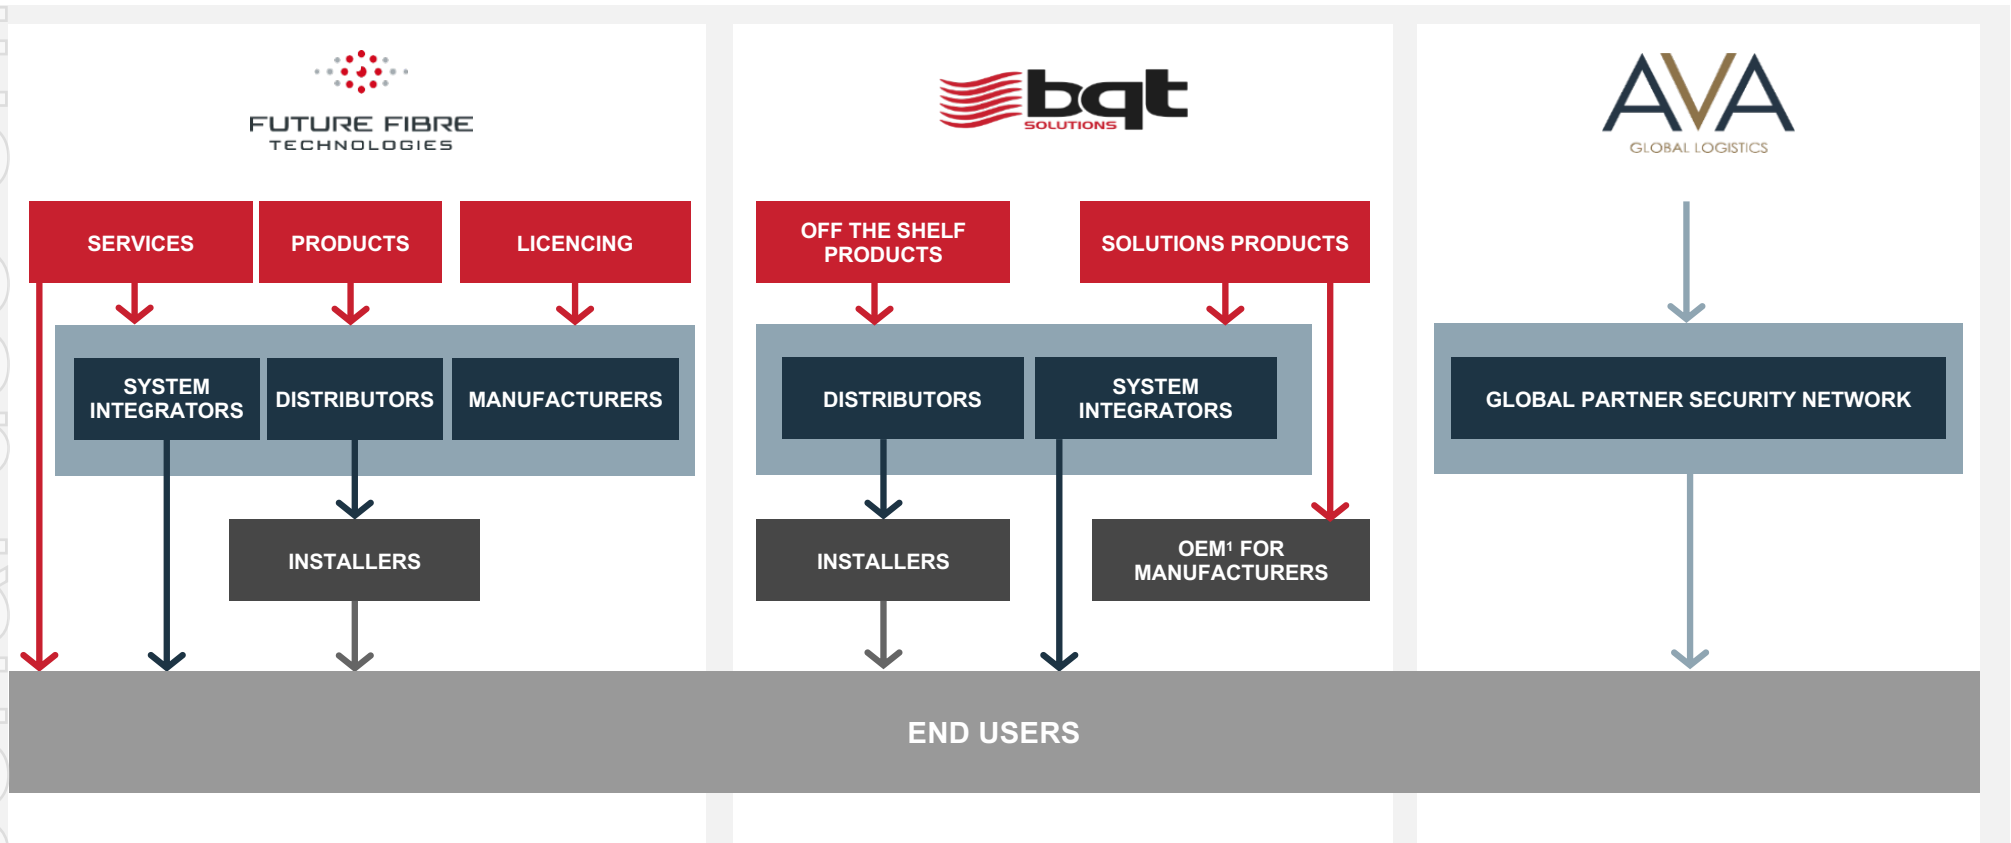 FUTURE FIBRE
TECHNOLOGIES
SERVICES
PRODUCTS
LICENCING
SYSTEM
INTEGRATORS
DISTRIBUTORS
MANUFACTURERS
INSTALLERS
bqt
SOLUTIONS
OFF THE SHELF
PRODUCTS
SOLUTIONS PRODUCTS
DISTRIBUTORS
SYSTEM
INTEGRATORS
INSTALLERS
OEM¹ FOR
MANUFACTURERS
AVA
GLOBAL LOGISTICS
GLOBAL PARTNER SECURITY NETWORK
END USERS